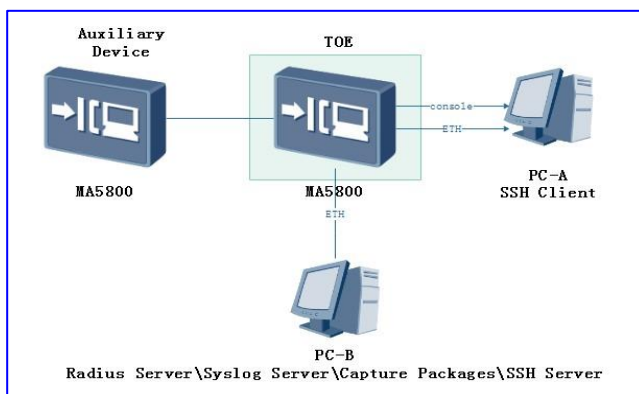 Auxiliary
Device
TOE
console
ETH
MA5800
MA5800
PC-A
SSH Client
ETH
PC-B
Radius Server\Syslog Server\Capture Packages\SSH Server